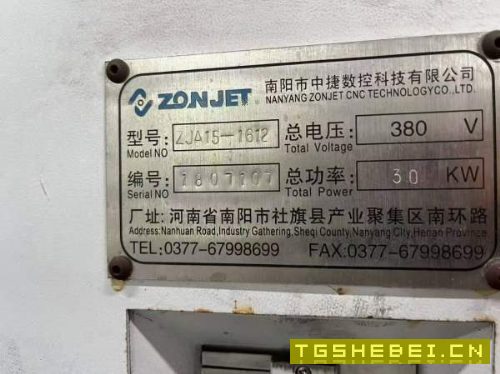 ZONJET 南阳市中捷数控科技有限公司
NANYANG ZONJET CNC TECHNOLOGY CO.,LTD.
型号: ZJA15-1612 总电压: 380 V
Model NO Total Voltage
编号: 1807107 总功率: 30 KW
Serial NO Total Power
厂址: 河南省南阳市社旗县产业聚集区南环路
Address: Nanhuan Road, Industry Gathering, Sheqi County, Nanyang City, Henan Province
TEL:0377-67998699 FAX:0377-67998699
TGSHEBEI.CN